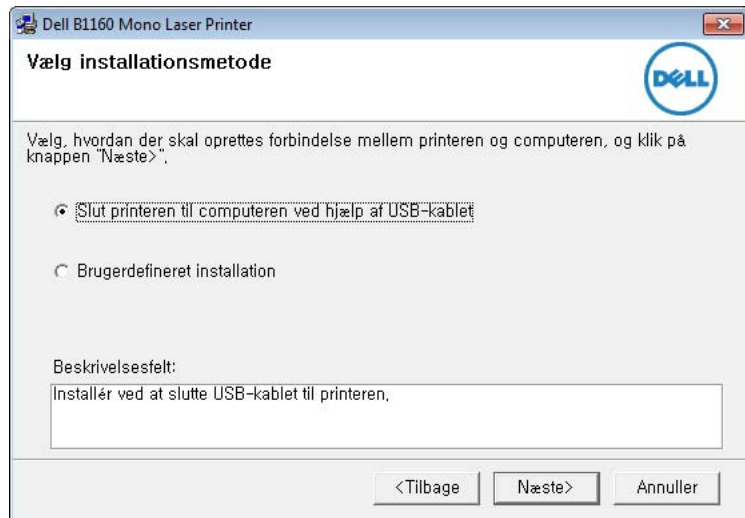 Dell B1160 Mono Laser Printer
Vælg installationsmetode
DELL
Vælg, hvordan der skal oprettes forbindelse mellem printeren og computeren, og klik på
knappen "Næste>".
Slut printeren til computeren ved hjælp af USB-kablet
Brugerdefineret installation
Beskrivelsesfelt:
Installér ved at slutte USB-kablet til printeren.
<Tilbage
Næste>
Annuller